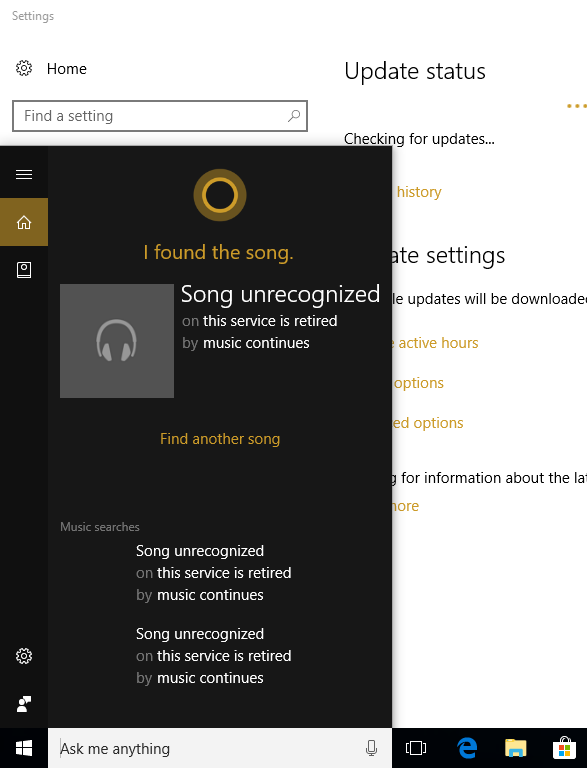 Settings
Home
Find a setting
Update status
Checking for updates...
history
ate settings
le updates will be downloaded
active hours
options
ed options
g for information about the lat
ore
I found the song.
Song unrecognized
on this service is retired
by music continues
Find another song
Music searches
Song unrecognized
on this service is retired
by music continues
Song unrecognized
on this service is retired
by music continues
Ask me anything